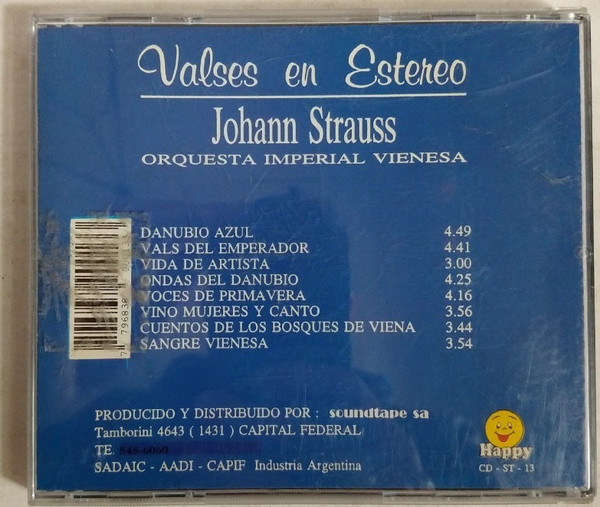 Valses en Estereo
Johann Strauss
ORQUESTA IMPERIAL VIENESA
DANUBIO AZUL 4.49
VALS DEL EMPERADOR 4.41
VIDA DE ARTISTA 3.00
ONDAS DEL DANUBIO 4.25
VOCES DE PRIMAVERA 4.16
VINO MUJERES Y CANTO 3.56
CUENTOS DE LOS BOSQUES DE VIENA 3.44
SANGRE VIENESA 3.54
7 796838
PRODUCIDO Y DISTRIBUIDO POR : soundtape sa
Tamborini 4643 ( 1431 ) CAPITAL FEDERAL
TE.
SADAIC - AADI - CAPIF Industria Argentina
Happy
CD - ST - 13